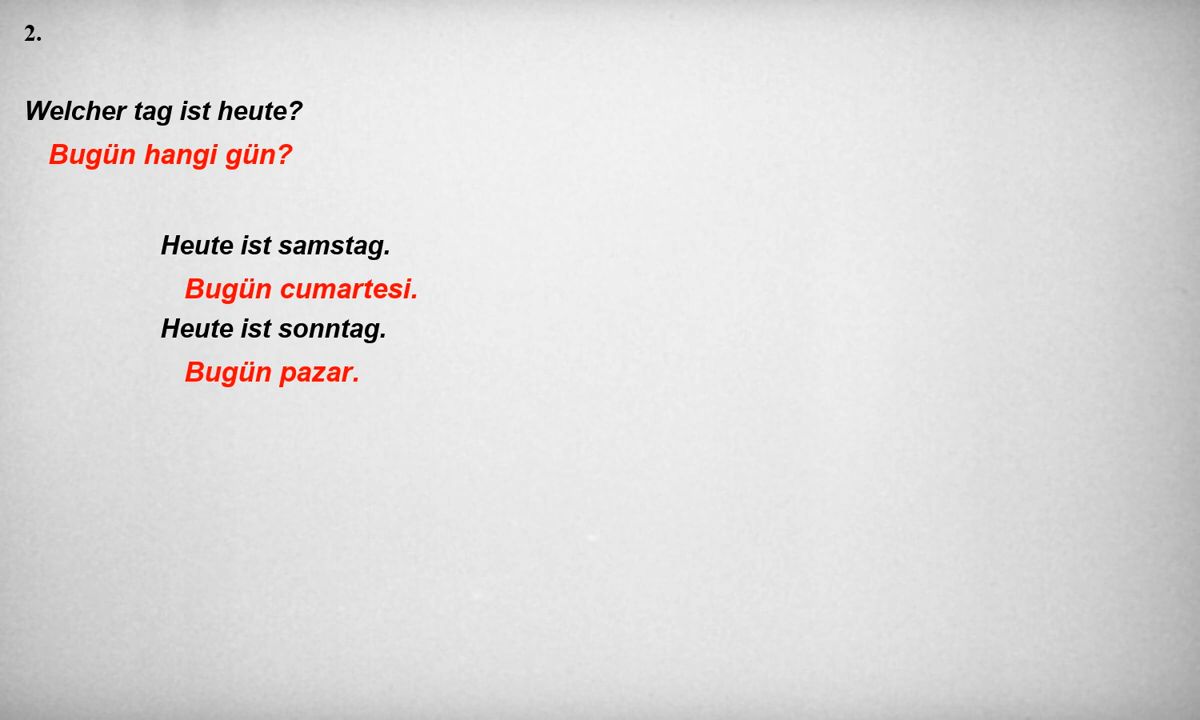 2.
Welcher tag ist heute?
Bugün hangi gün?
Heute ist samstag.
Bugün cumartesi.
Heute ist sonntag.
Bugün pazar.